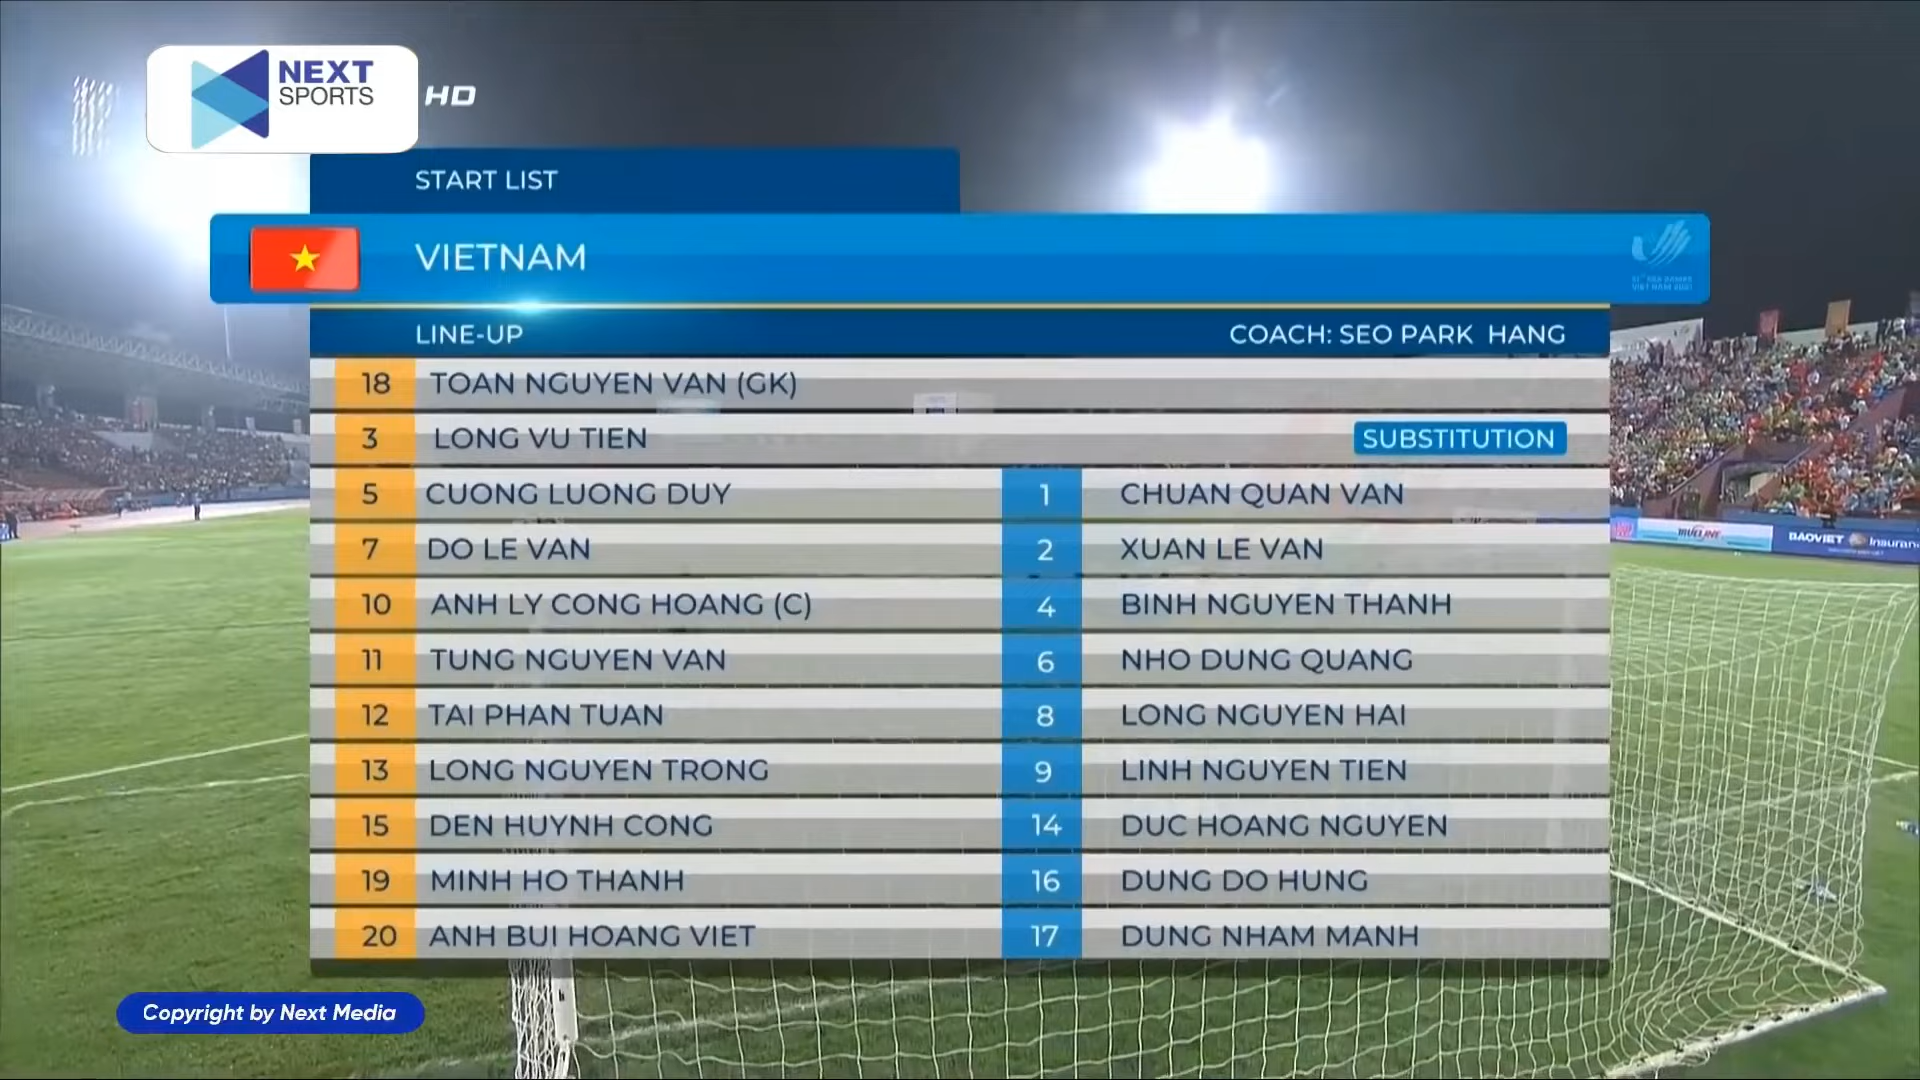 NEXT
SPORTS
HD
START LIST
VIETNAM
LINE-UP
COACH: SEO PARK HANG
18 TOAN NGUYEN VAN (GK)
3 LONG VU TIEN
5 CUONG LUONG DUY
7 DO LE VAN
10 ANH LY CONG HOANG (C)
11 TUNG NGUYEN VAN
12 TAI PHAN TUAN
13 LONG NGUYEN TRONG
15 DEN HUYNH CONG
19 MINH HO THANH
20 ANH BUI HOANG VIET
SUBSTITUTION
1 CHUAN QUAN VAN
2 XUAN LE VAN
4 BINH NGUYEN THANH
6 NHO DUNG QUANG
8 LONG NGUYEN HAI
9 LINH NGUYEN TIEN
14 DUC HOANG NGUYEN
16 DUNG DO HUNG
17 DUNG NHAM MANH
BAOVIET Insuran
Copyright by Next Media